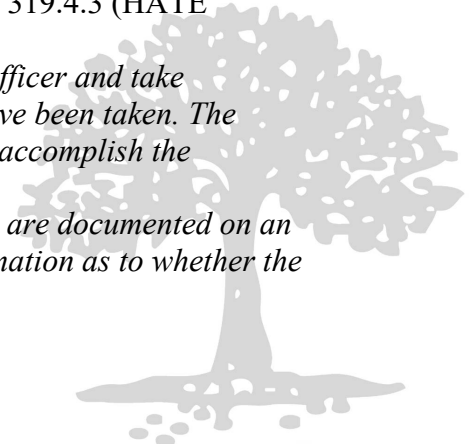 319.4.3 (HATE
fficer and take
ve been taken. The
accomplish the
are documented on an
nation as to whether the